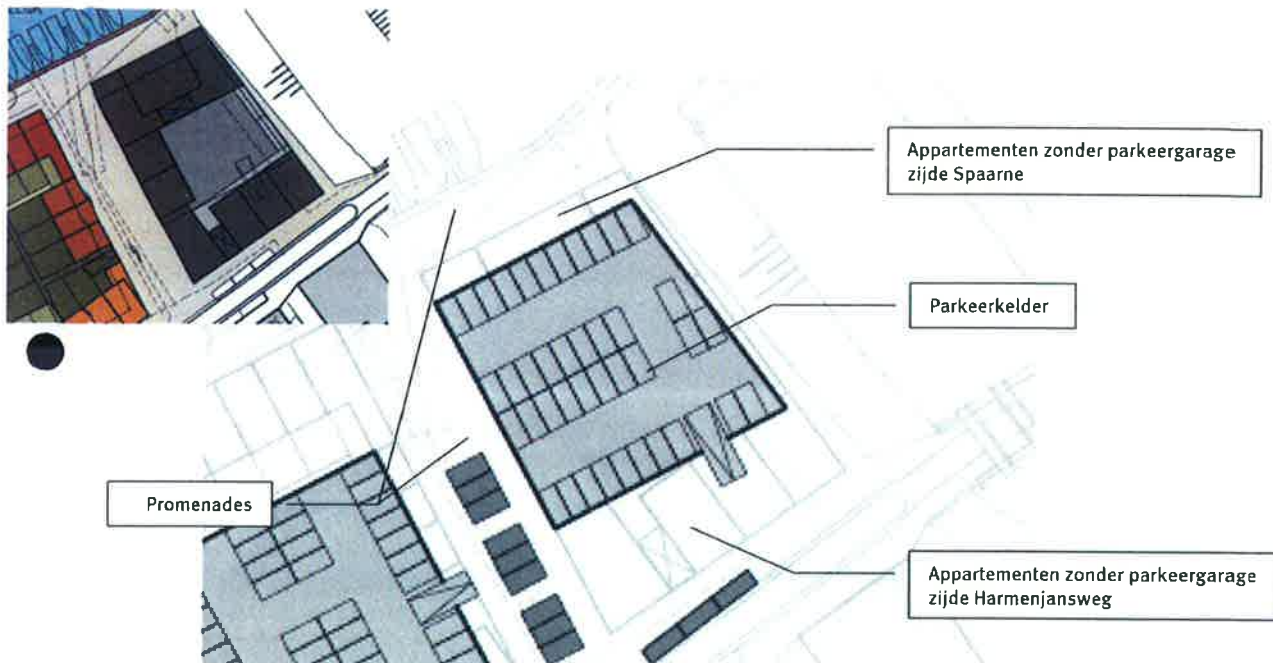 Appartementen zonder parkeergarage
zijde Spaarne
Parkeerkelder
Promenades
Appartementen zonder parkeergarage
zijde Harmenjansweg